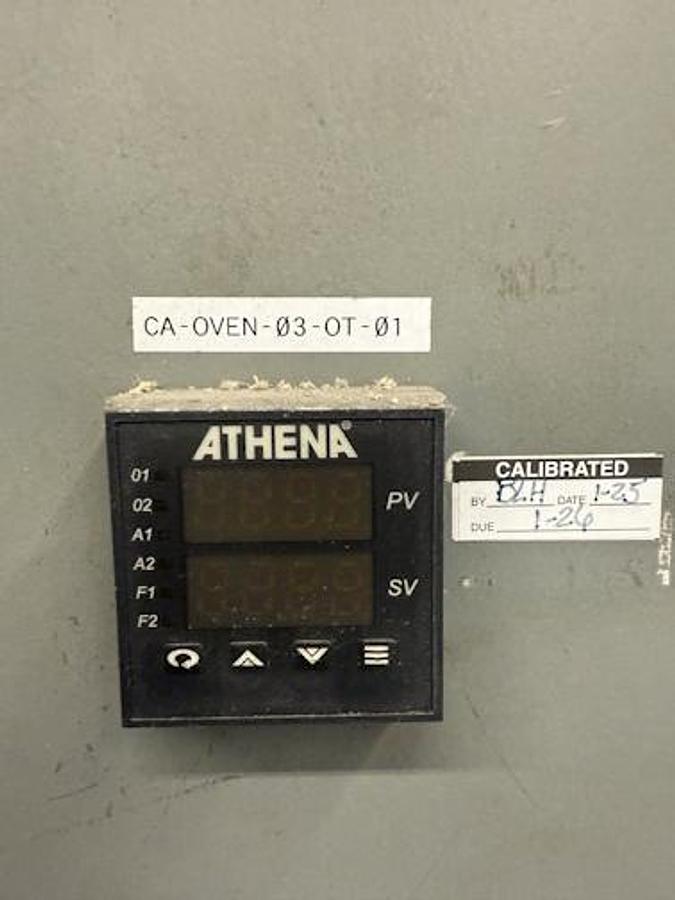 CA-OVEN-Ø3-OT-Ø1
ATHENA®
01
02
A1
A2
F1
F2
PV
SV
CALIBRATED
BY BLH DATE 1-25
DUE 1-26